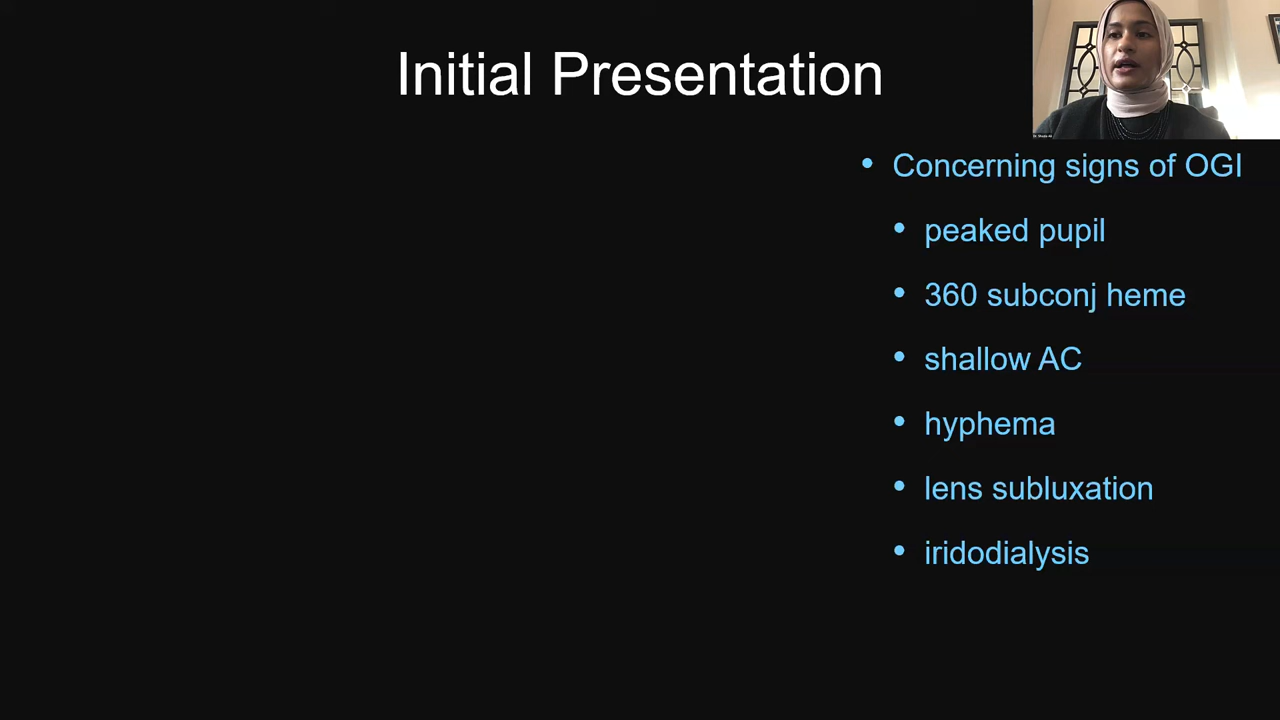 Initial Presentation
• Concerning signs of OGI
• peaked pupil
• 360 subconj heme
• shallow AC
• hyphema
• lens subluxation
• iridodialysis